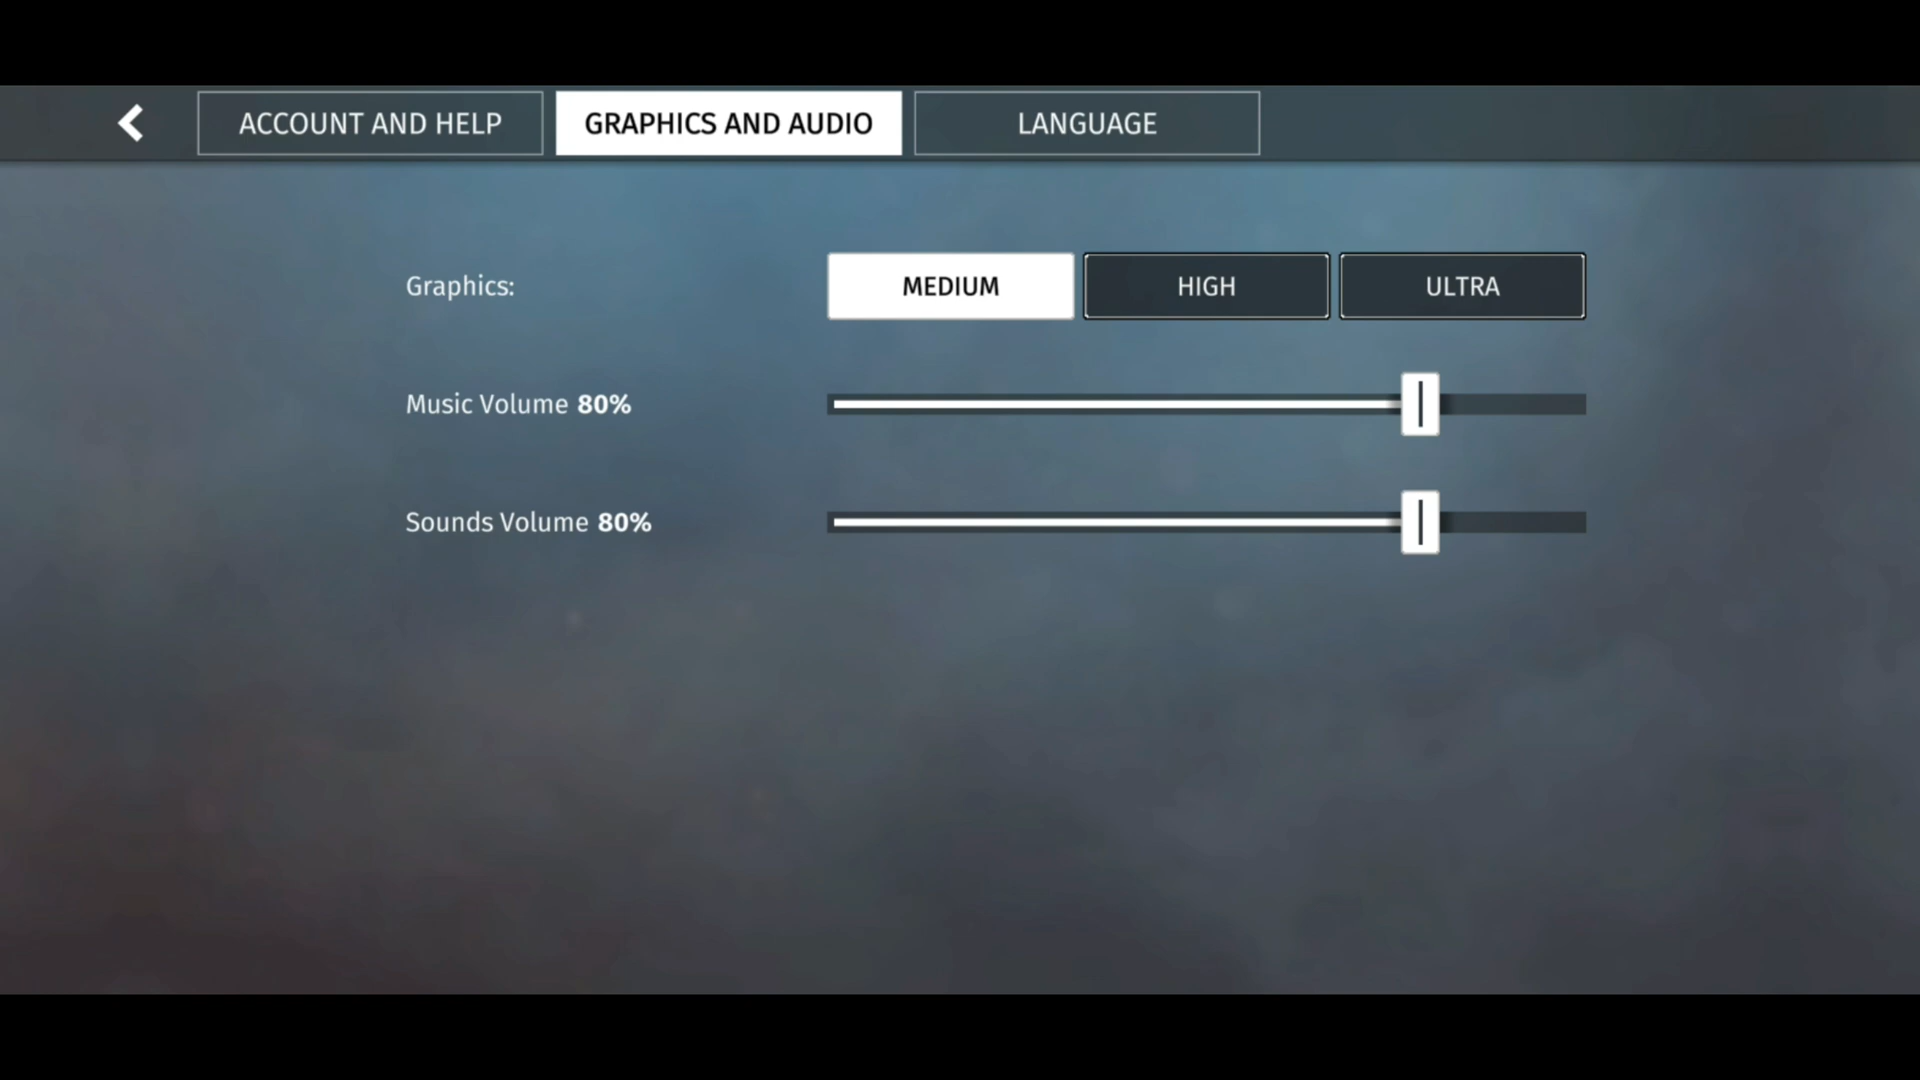 ACCOUNT AND HELP
GRAPHICS AND AUDIO
LANGUAGE
Graphics:
MEDIUM
HIGH
ULTRA
Music Volume 80%
Sounds Volume 80%